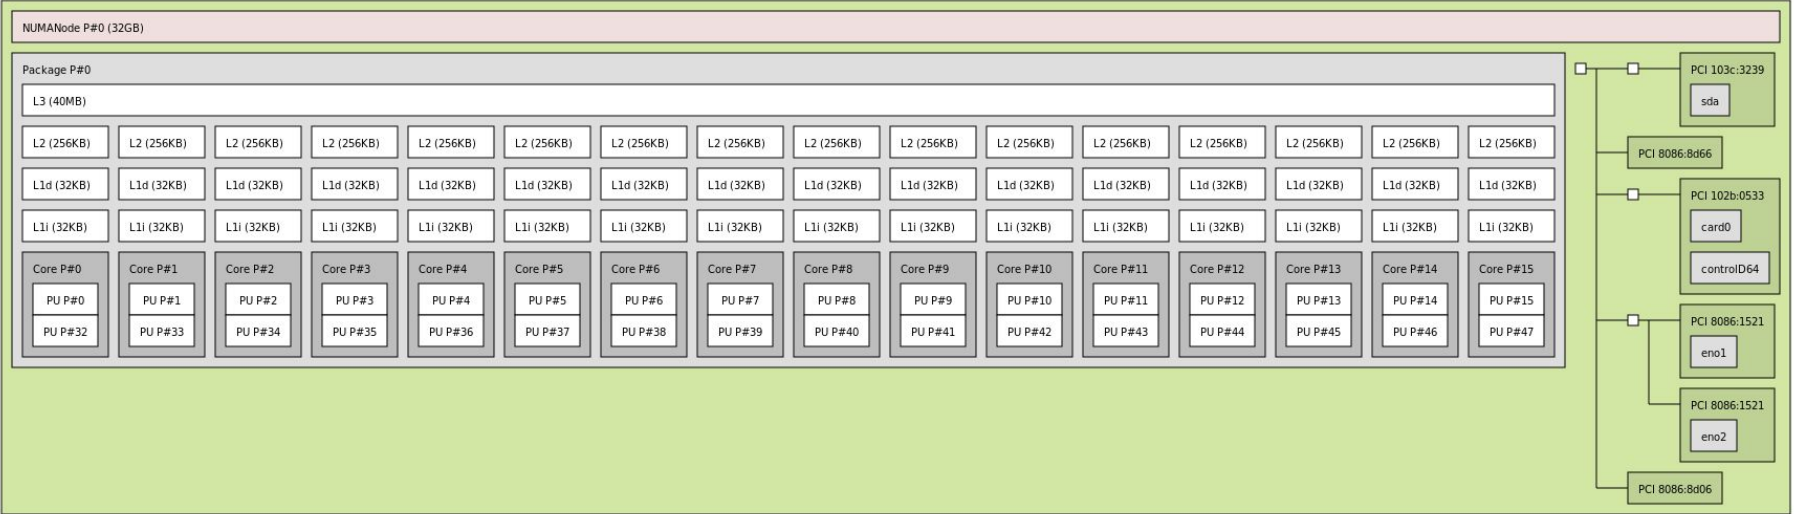 NUMANode P#0 (32GB)
Package P#0
L3 (40MB)
L2 (256KB) L2 (256KB) L2 (256KB) L2 (256KB) L2 (256KB) L2 (256KB) L2 (256KB) L2 (256KB) L2 (256KB) L2 (256KB) L2 (256KB) L2 (256KB) L2 (256KB) L2 (256KB) L2 (256KB) L2 (256KB)
L1d (32KB) L1d (32KB) L1d (32KB) L1d (32KB) L1d (32KB) L1d (32KB) L1d (32KB) L1d (32KB) L1d (32KB) L1d (32KB) L1d (32KB) L1d (32KB) L1d (32KB) L1d (32KB) L1d (32KB) L1d (32KB)
L1i (32KB) L1i (32KB) L1i (32KB) L1i (32KB) L1i (32KB) L1i (32KB) L1i (32KB) L1i (32KB) L1i (32KB) L1i (32KB) L1i (32KB) L1i (32KB) L1i (32KB) L1i (32KB) L1i (32KB) L1i (32KB)
Core P#0 Core P#1 Core P#2 Core P#3 Core P#4 Core P#5 Core P#6 Core P#7 Core P#8 Core P#9 Core P#10 Core P#11 Core P#12 Core P#13 Core P#14 Core P#15
PU P#0 PU P#1 PU P#2 PU P#3 PU P#4 PU P#5 PU P#6 PU P#7 PU P#8 PU P#9 PU P#10 PU P#11 PU P#12 PU P#13 PU P#14 PU P#15
PU P#32 PU P#33 PU P#34 PU P#35 PU P#36 PU P#37 PU P#38 PU P#39 PU P#40 PU P#41 PU P#42 PU P#43 PU P#44 PU P#45 PU P#46 PU P#47
PCI 103c:3239
sda
PCI 8086:8d66
PCI 102b:0533
card0
controlD64
PCI 8086:1521
eno1
PCI 8086:1521
eno2
PCI 8086:8d06